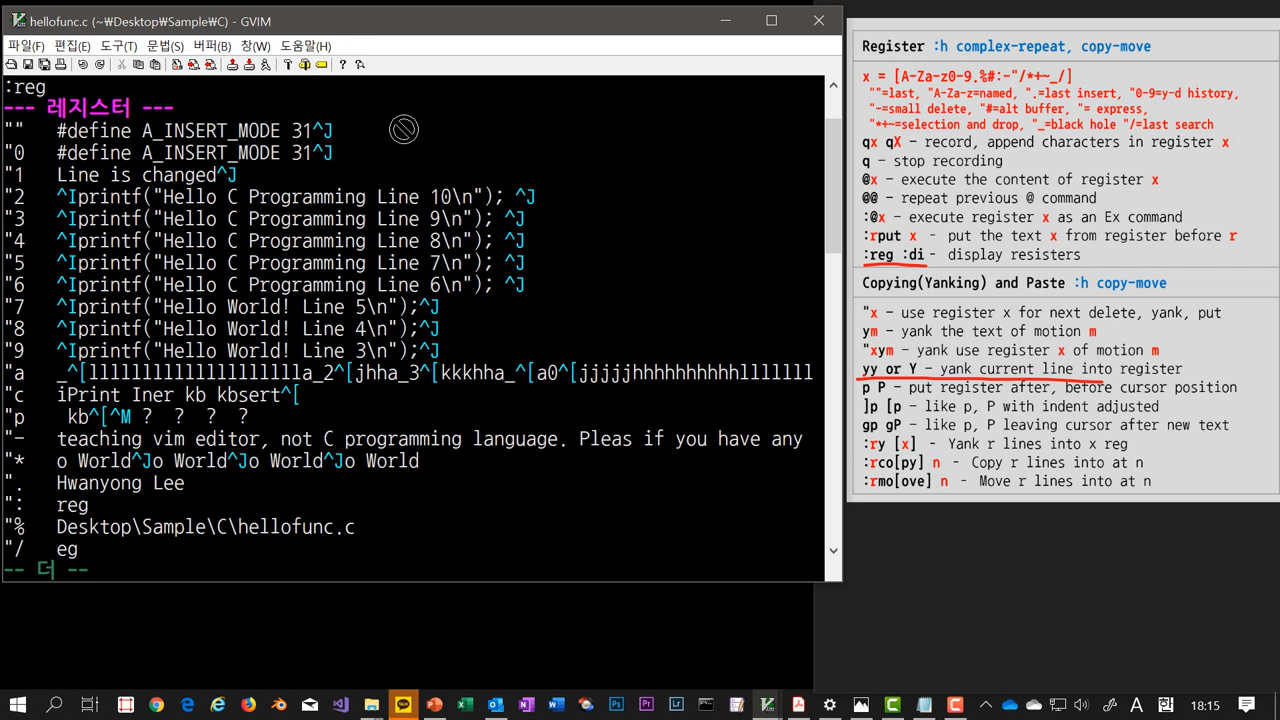 hellofunc.c (~₩Desktop₩Sample₩C) - GVIM
파일(F) 편집(E) 도구(T) 문법(S) 버퍼(B) 창(W) 도움말(H)
:reg
--- 레지스터 ---
"" #define A_INSERT_MODE 31^J
"0 #define A_INSERT_MODE 31^J
"1 Line is changed^J
"2 ^Iprintf("Hello C Programming Line 10\n"); ^J
"3 ^Iprintf("Hello C Programming Line 9\n"); ^J
"4 ^Iprintf("Hello C Programming Line 8\n"); ^J
"5 ^Iprintf("Hello C Programming Line 7\n"); ^J
"6 ^Iprintf("Hello C Programming Line 6\n"); ^J
"7 ^Iprintf("Hello World! Line 5\n");^J
"8 ^Iprintf("Hello World! Line 4\n");^J
"9 ^Iprintf("Hello World! Line 3\n");^J
"a _^[llllllllllllllllllllla_2^[jhha_3^[kkkhha_^[a0^[jjjjjhhhhhhhhhhlllllll
"c iPrint Iner kb kbsert^[
"p kb^[^M ? ? ? ?
"- teaching vim editor, not C programming language. Pleas if you have any
"* o World^Jo World^Jo World^Jo World
". Hwanyong Lee
": reg
"% Desktop\Sample\C\hellofunc.c
"/ eg
-- 더 --
Register :h complex-repeat, copy-move
x = [A-Za-z0-9.%#:-"/*+~_/]
""=last, "A-Za-z=named, ".=last insert, "0-9=y-d history,
"-=small delete, "#=alt buffer, "= express,
"*+~=selection and drop, "_=black hole "/=last search
qx qX - record, append characters in register x
q - stop recording
@x - execute the content of register x
@@ - repeat previous @ command
:@x - execute register x as an Ex command
:rput x - put the text x from register before r
:reg :di - display resisters
Copying(Yanking) and Paste :h copy-move
"x - use register x for next delete, yank, put
ym - yank the text of motion m
"xym - yank use register x of motion m
yy or Y - yank current line into register
p P - put register after, before cursor position
]p [p - like p, P with indent adjusted
gp gP - like p, P leaving cursor after new text
:ry [x] - Yank r lines into x reg
:rco[py] n - Copy r lines into at n
:rmo[ove] n - Move r lines into at n
A 18:15